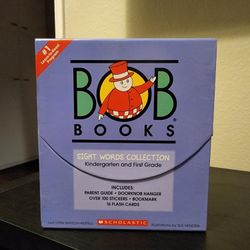 #1
BOB
BOOKS
SIGHT WORDS COLLECTION
Kindergarten and First Grade
INCLUDES:
PARENT GUIDE • DOORKNOB HANGER
OVER 100 STICKERS • BOOKMARK
16 FLASH CARDS
SCHOLASTIC